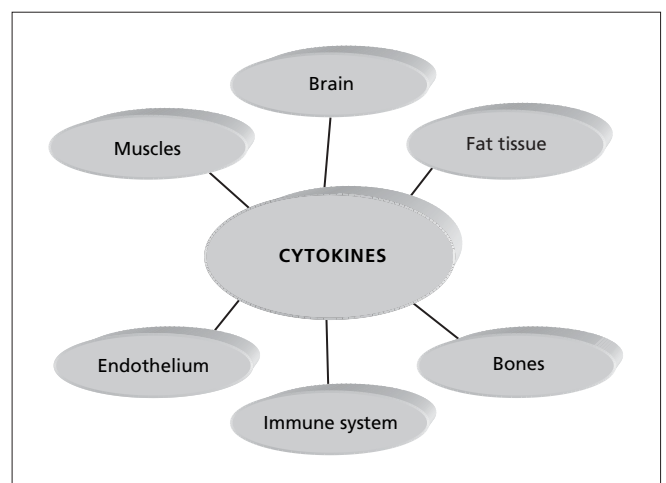 Brain
Muscles
Fat tissue
CYTOKINES
Endothelium
Bones
Immune system